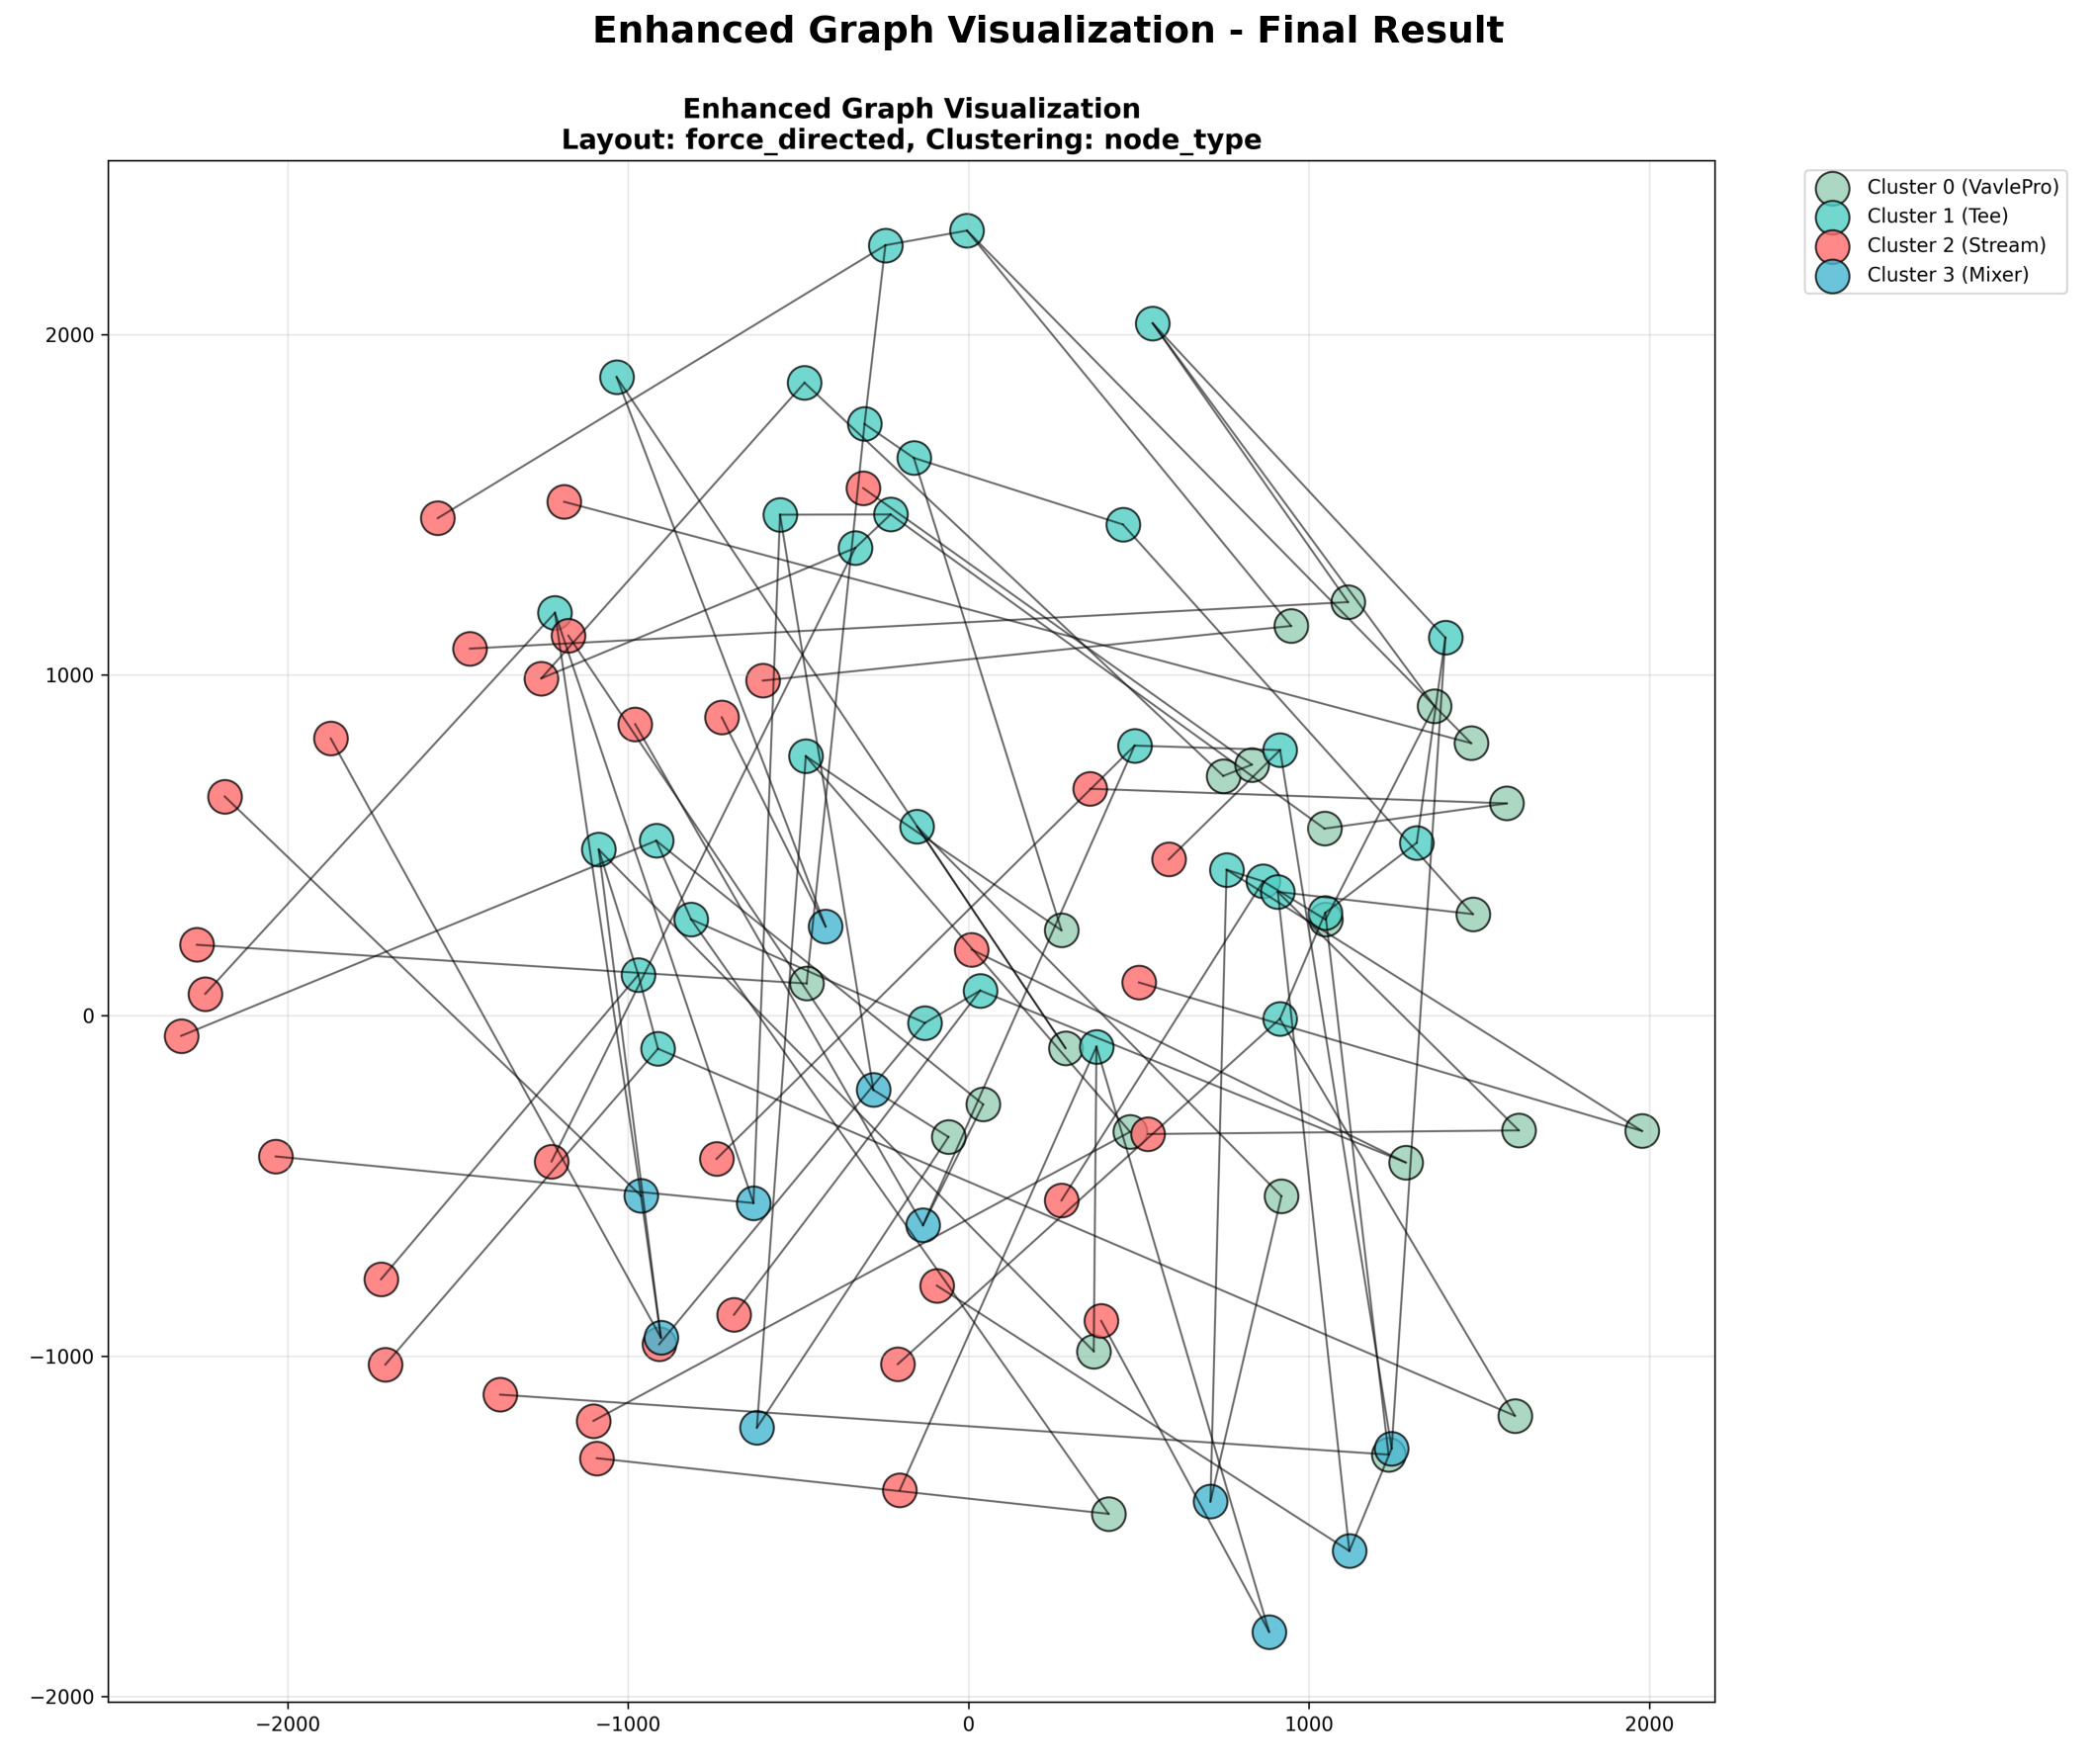 Enhanced Graph Visualization - Final Result
Enhanced Graph Visualization
Layout: force_directed, Clustering: node_type
Cluster 0 (VavlePro)
Cluster 1 (Tee)
Cluster 2 (Stream)
Cluster 3 (Mixer)
2000
1000
0
−1000
−2000
−2000
−1000
0
1000
2000